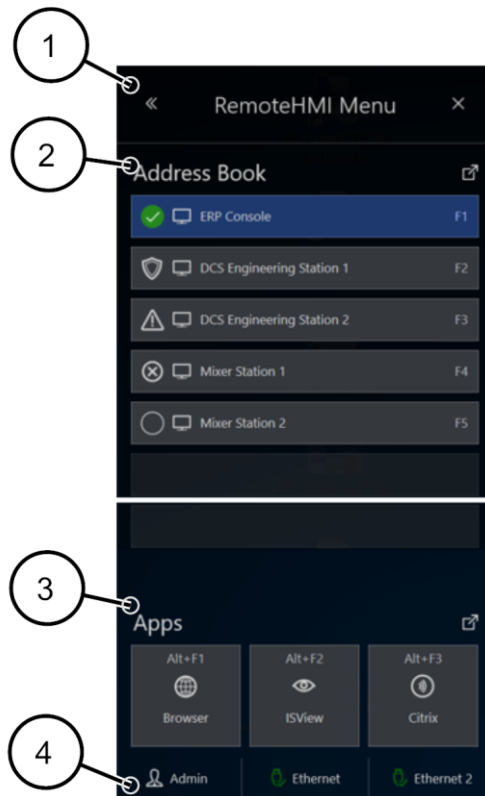 1
RemoteHMI Menu
2
Address Book
ERP Console F1
DCS Engineering Station 1 F2
DCS Engineering Station 2 F3
Mixer Station 1 F4
Mixer Station 2 F5
3
Apps
Alt+F1 Alt+F2 Alt+F3
Browser ISView Citrix
4
Admin Ethernet Ethernet 2